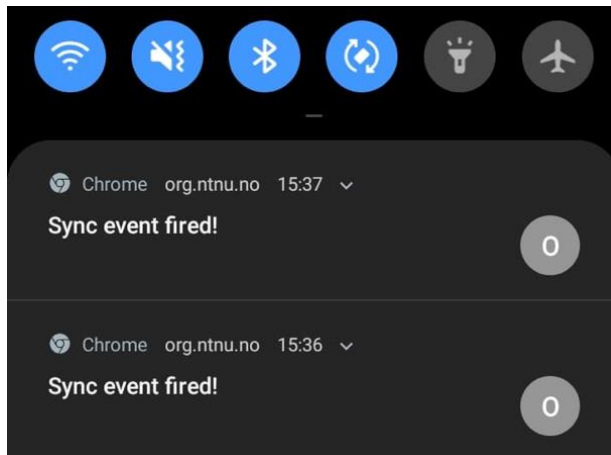 Chrome org.ntnu.no 15:37
Sync event fired!
O
Chrome org.ntnu.no 15:36
Sync event fired!
O